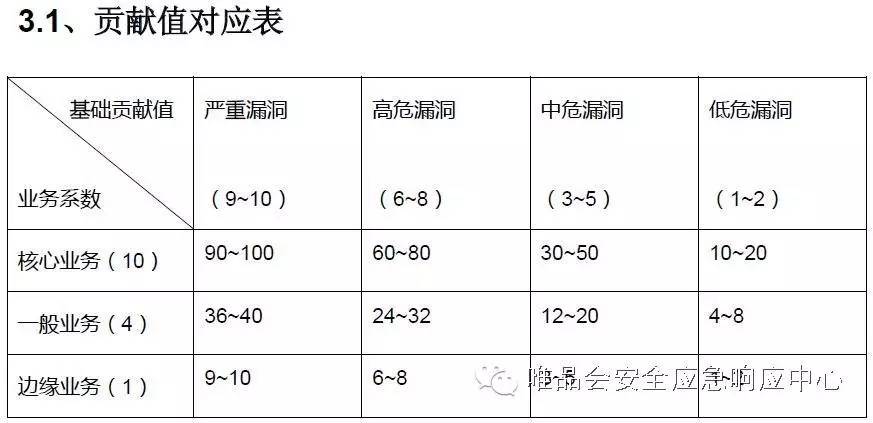 3.1、贡献值对应表
基础贡献值 严重漏洞 高危漏洞 中危漏洞 低危漏洞
业务系数 （9~10） （6~8） （3~5） （1~2）
核心业务（10） 90~100 60~80 30~50 10~20
一般业务（4） 36~40 24~32 12~20 4~8
边缘业务（1） 9~10 6~8
唯品会安全应急响应中心